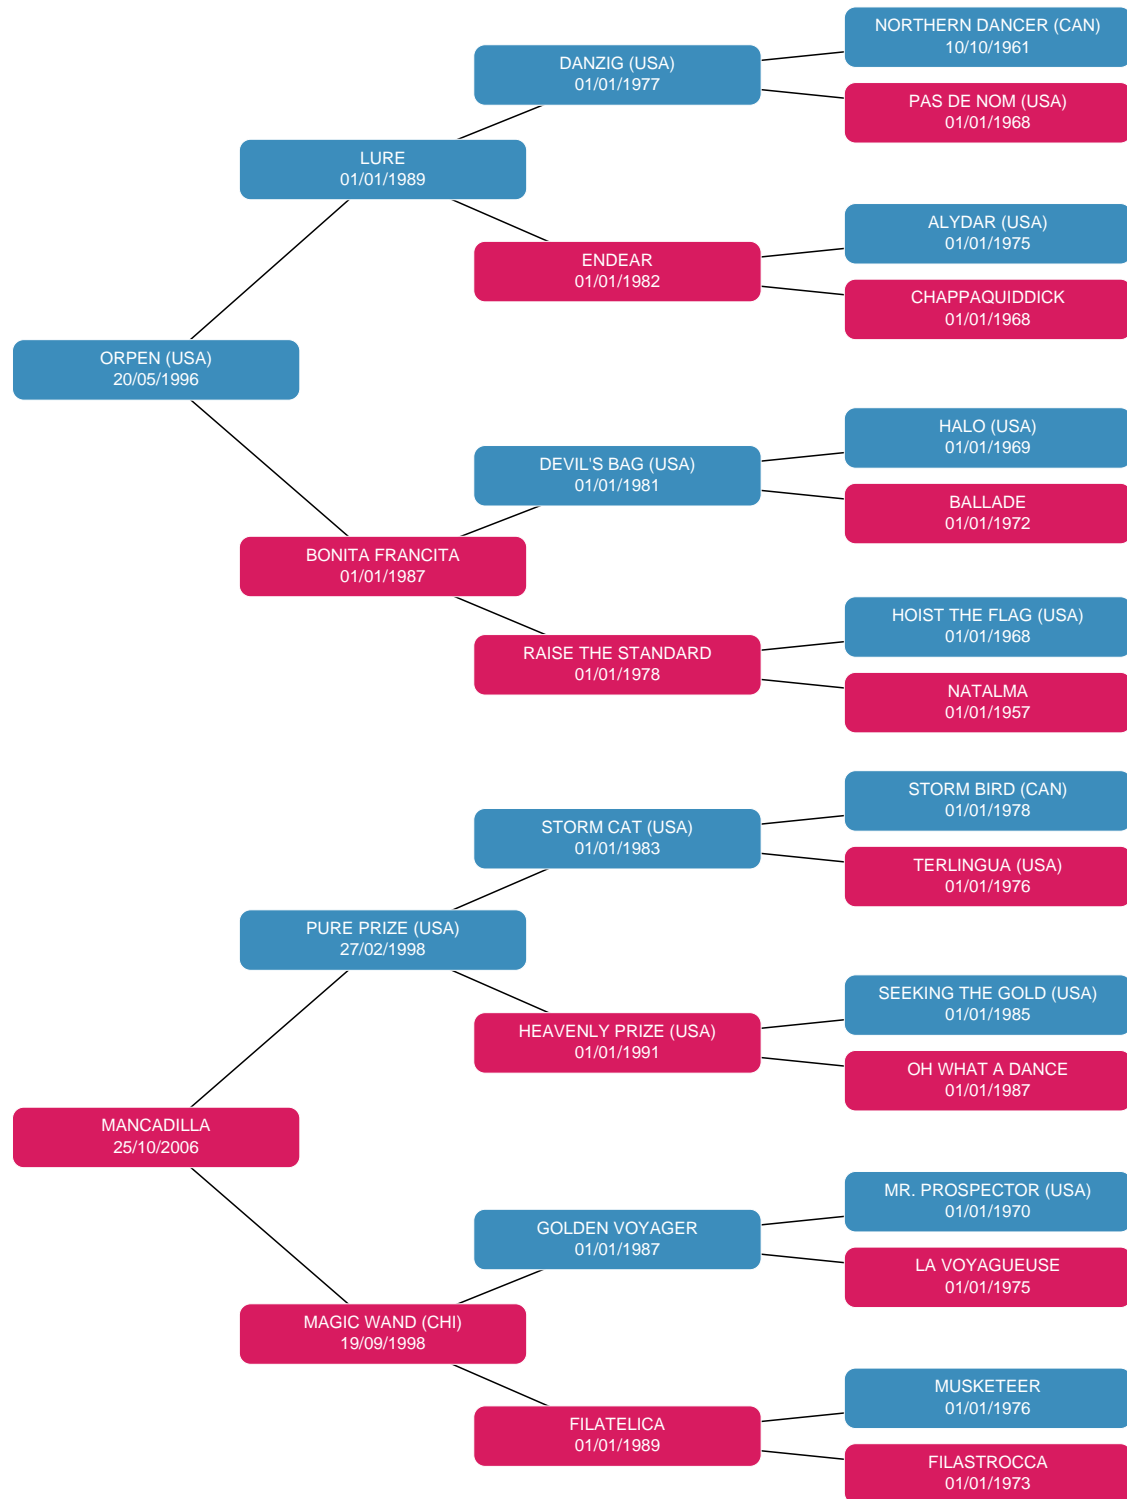 NORTHERN DANCER (CAN)
10/10/1961
DANZIG (USA)
01/01/1977
PAS DE NOM (USA)
01/01/1968
LURE
01/01/1989
ALYDAR (USA)
01/01/1975
ENDEAR
01/01/1982
CHAPPAQUIDDICK
01/01/1968
ORPEN (USA)
20/05/1996
HALO (USA)
01/01/1969
DEVIL'S BAG (USA)
01/01/1981
BALLADE
01/01/1972
BONITA FRANCITA
01/01/1987
HOIST THE FLAG (USA)
01/01/1968
RAISE THE STANDARD
01/01/1978
NATALMA
01/01/1957
STORM BIRD (CAN)
01/01/1978
STORM CAT (USA)
01/01/1983
TERLINGUA (USA)
01/01/1976
PURE PRIZE (USA)
27/02/1998
SEEKING THE GOLD (USA)
01/01/1985
HEAVENLY PRIZE (USA)
01/01/1991
OH WHAT A DANCE
01/01/1987
MANCADILLA
25/10/2006
MR. PROSPECTOR (USA)
01/01/1970
GOLDEN VOYAGER
01/01/1987
LA VOYAGUEUSE
01/01/1975
MAGIC WAND (CHI)
19/09/1998
MUSKETEER
01/01/1976
FILATELICA
01/01/1989
FILASTROCCA
01/01/1973